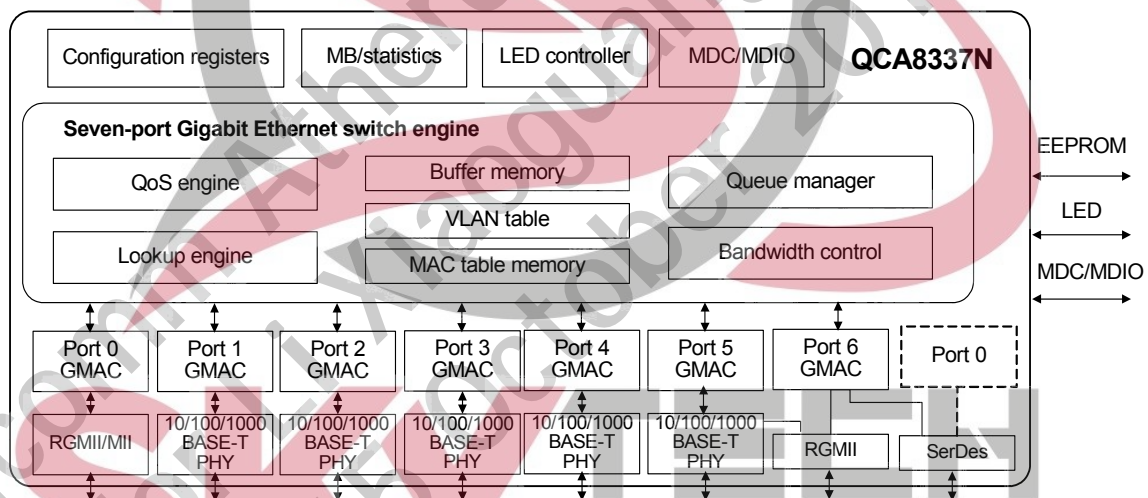 Configuration registers
MB/statistics
LED controller
MDC/MDIO
QCA8337N
Seven-port Gigabit Ethernet switch engine
QoS engine
Buffer memory
Queue manager
VLAN table
Lookup engine
MAC table memory
Bandwidth control
EEPROM
LED
MDC/MDIO
Port 0
GMAC
Port 1
GMAC
Port 2
GMAC
Port 3
GMAC
Port 4
GMAC
Port 5
GMAC
Port 6
GMAC
Port 0
RGMII/MII
10/100/1000
BASE-T
PHY
10/100/1000
BASE-T
PHY
10/100/1000
BASE-T
PHY
10/100/1000
BASE-T
PHY
10/100/1000
BASE-T
PHY
RGMII
SerDes
October
SKYTECH